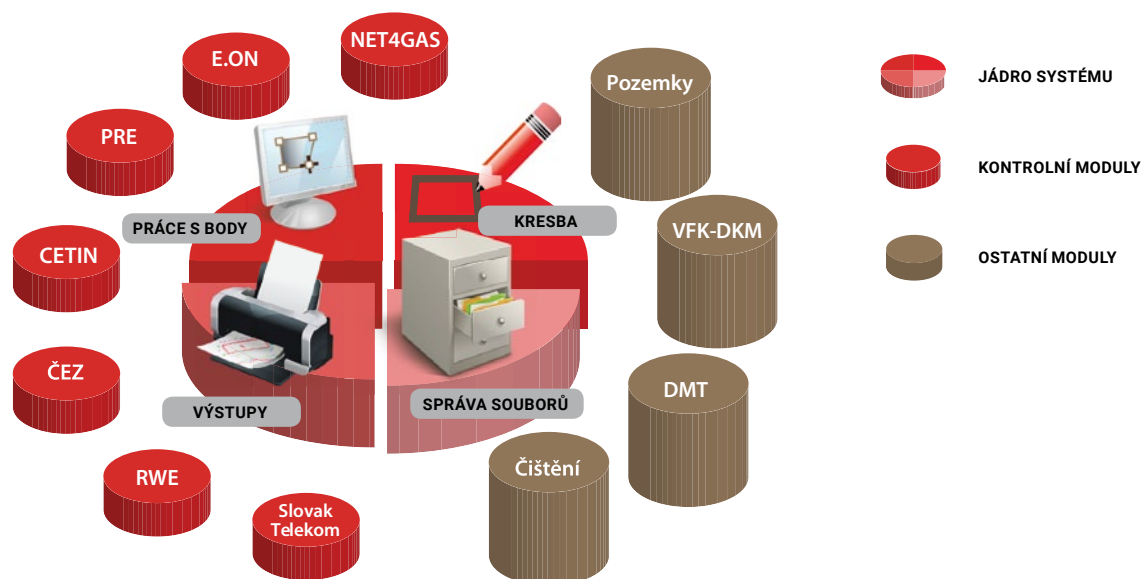 NET4GAS
E.ON
Pozemky
JÁDRO SYSTÉMU
PRE
KONTROLNÍ MODULY
PRÁCE S BODY
KRESBA
VFK-DKM
CETIN
OSTATNÍ MODULY
ČEZ
DMT
VÝSTUPY
SPRÁVA SOUBORŮ
RWE
Čištění
Slovak
Telekom